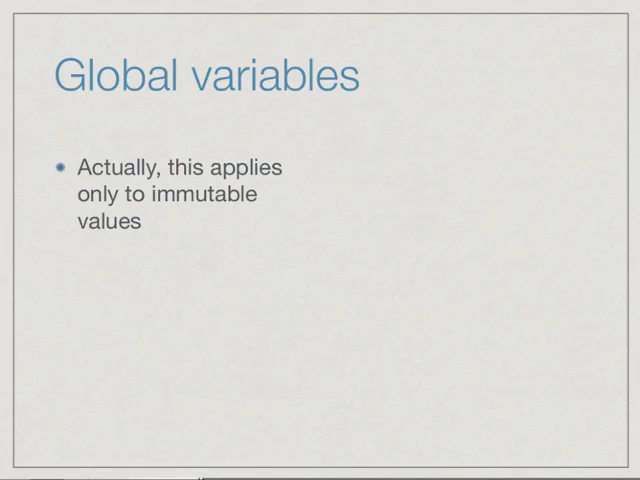 Global variables
Actually, this applies
only to immutable
values